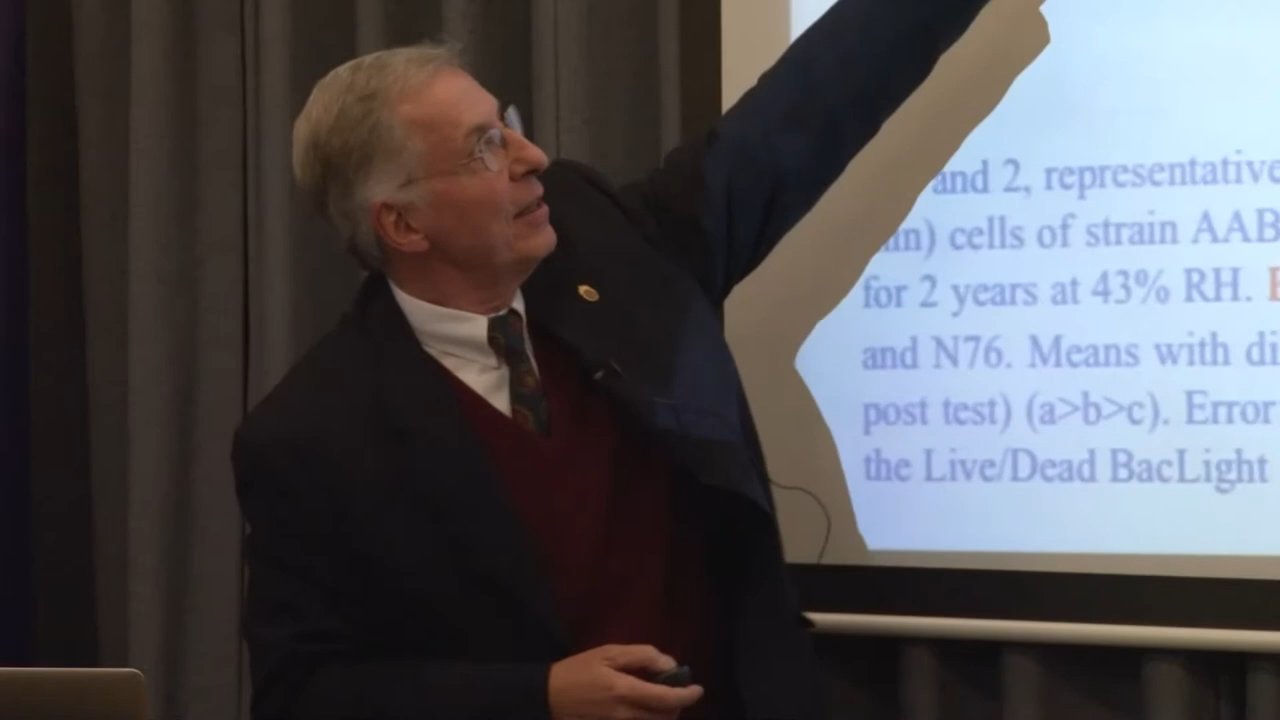 and 2, representative
in) cells of strain AAB
for 2 years at 43% RH. E
and N76. Means with di
post test) (a>b>c). Error
the Live/Dead BacLight